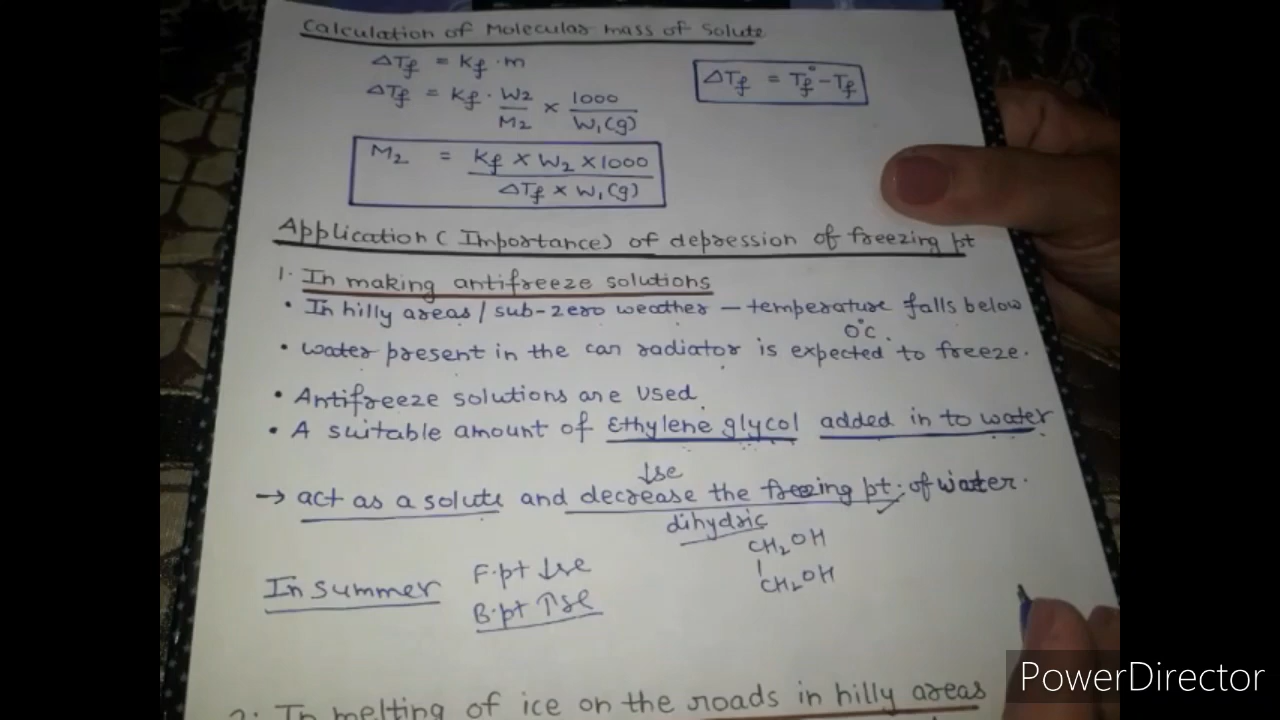 Calculation of Molecular mass of Solute
ΔTf = Kf . m
ΔTf = Tf° - Tf
ΔTf = Kf . W2/M2 × 1000/W1(g)
M2 = Kf × W2 × 1000 / ΔTf × W1(g)
Application (Importance) of depression of freezing pt
1. In making antifreeze solutions
• In hilly areas / sub-zero weather – temperature falls below
0°C.
• water present in the car radiator is expected to freeze.
• Antifreeze solutions are used.
• A suitable amount of Ethylene glycol added in to water
↓se
→ act as a solute and decrease the freezing pt. of water.
dihydric
CH2OH
|
CH2OH
In summer F.pt ↓se
B.pt ↑se
2. In melting of ice on the roads in hilly areas
PowerDirector